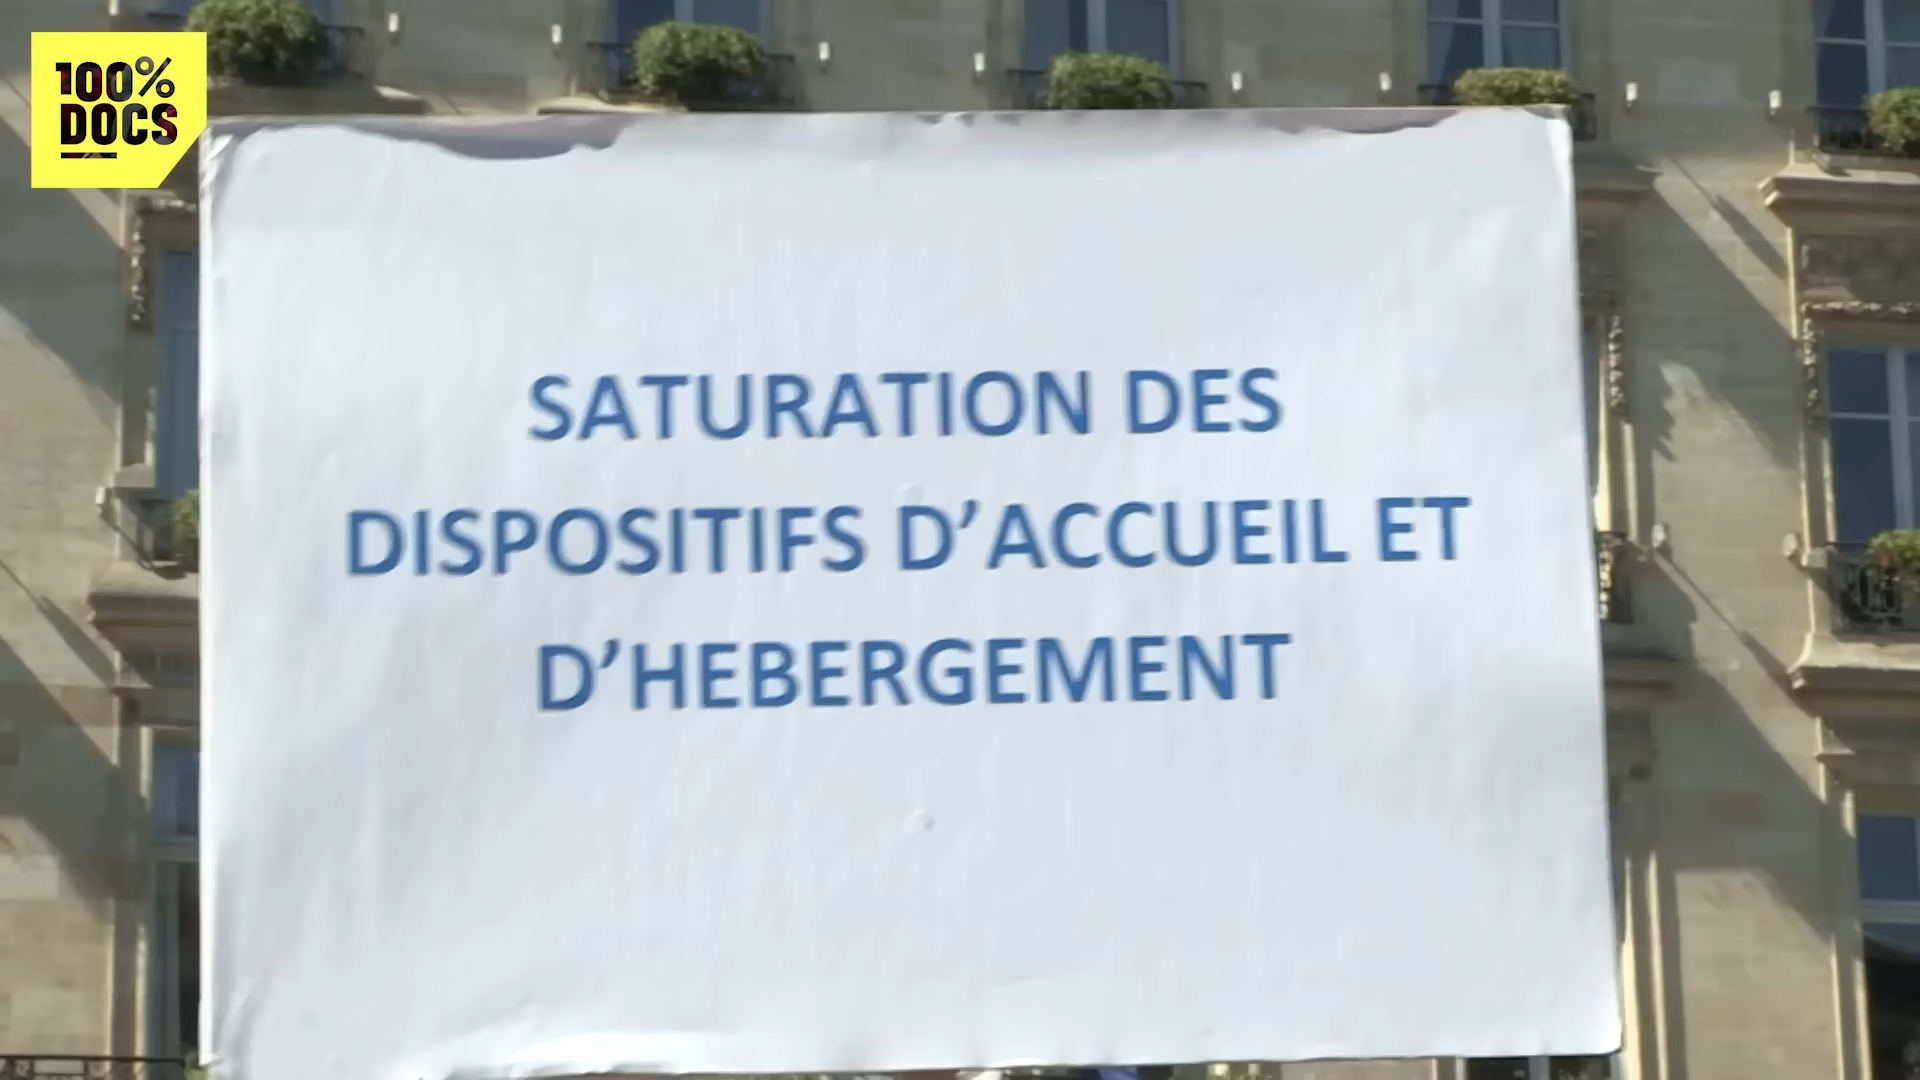 100%
DOCS
SATURATION DES
DISPOSITIFS D’ACCUEIL ET
D’HEBERGEMENT